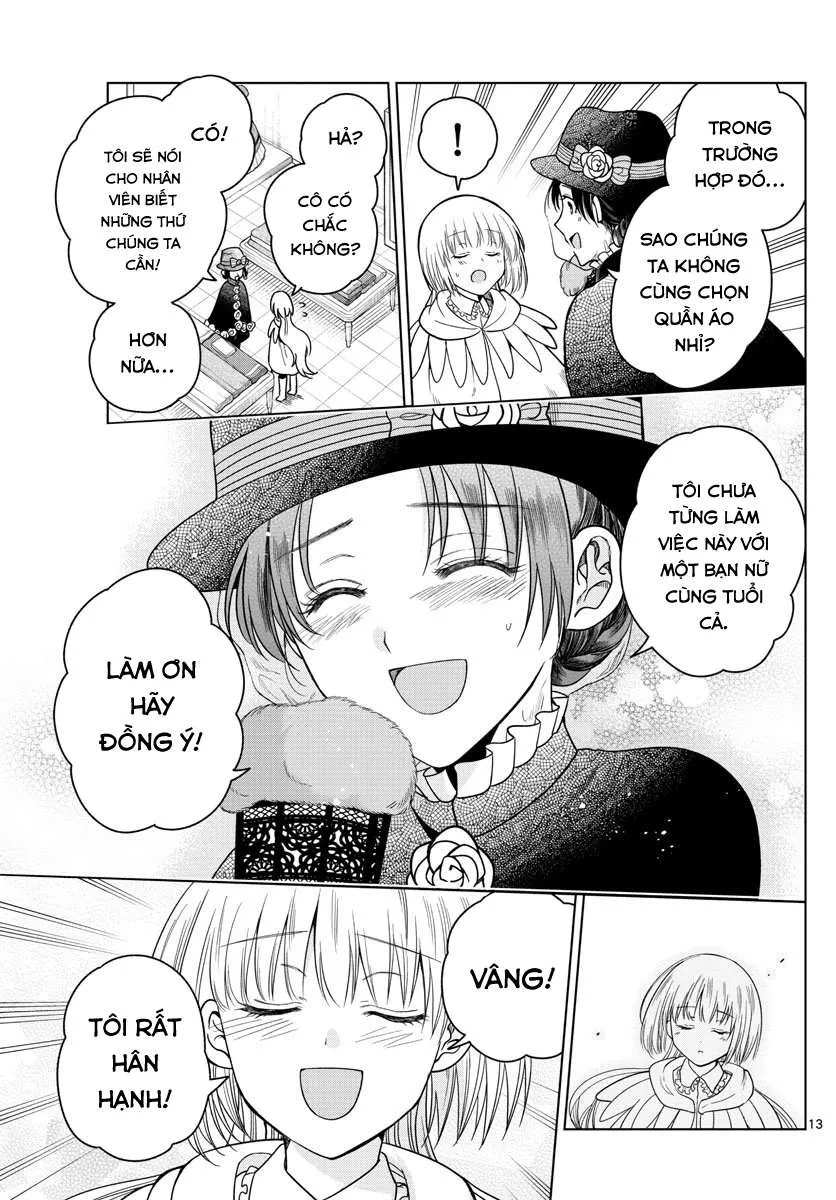 TRONG
TRƯỜNG
HỢP ĐÓ...
SAO CHÚNG
TA KHÔNG
CÙNG CHỌN
QUẦN ÁO
NHỈ?
!
HẢ?
CÔ CÓ
CHẮC
KHÔNG?
CÓ!
TÔI SẼ NÓI
CHO NHÂN
VIÊN BIẾT
NHỮNG THỨ
CHÚNG TA
CẦN!
HƠN
NỮA...
TÔI CHƯA
TỪNG LÀM
VIỆC NÀY VỚI
MỘT BẠN NỮ
CÙNG TUỔI
CẢ.
LÀM ƠN
HÃY
ĐỒNG Ý!
VÂNG!
TÔI RẤT
HÂN
HẠNH!
13